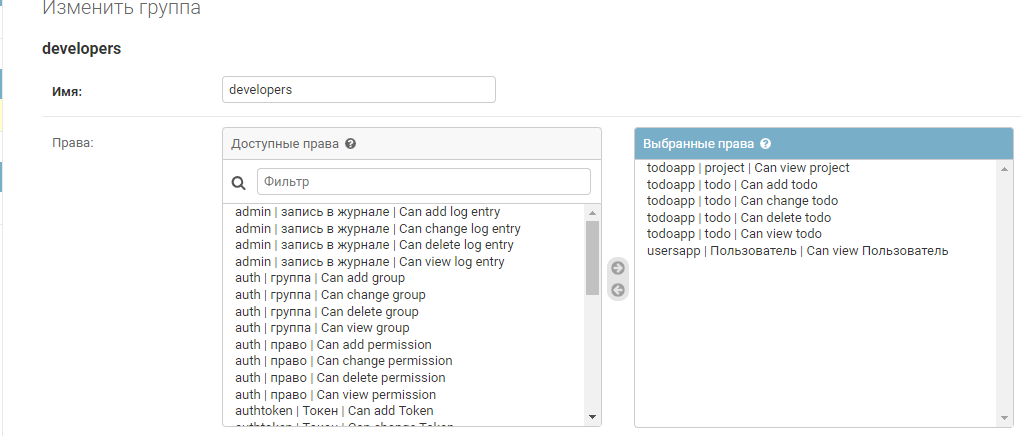 Изменить группа
developers
Имя:
developers
Права:
Доступные права
Фильтр
admin | запись в журнале | Can add log entry
admin | запись в журнале | Can change log entry
admin | запись в журнале | Can delete log entry
admin | запись в журнале | Can view log entry
auth | группа | Can add group
auth | группа | Can change group
auth | группа | Can delete group
auth | группа | Can view group
auth | право | Can add permission
auth | право | Can change permission
auth | право | Can delete permission
auth | право | Can view permission
authtoken | Токен | Can add Token
authtoken | Токен | Can change Token
Выбранные права
todoapp | project | Can view project
todoapp | todo | Can add todo
todoapp | todo | Can change todo
todoapp | todo | Can delete todo
todoapp | todo | Can view todo
usersapp | Пользователь | Can view Пользователь